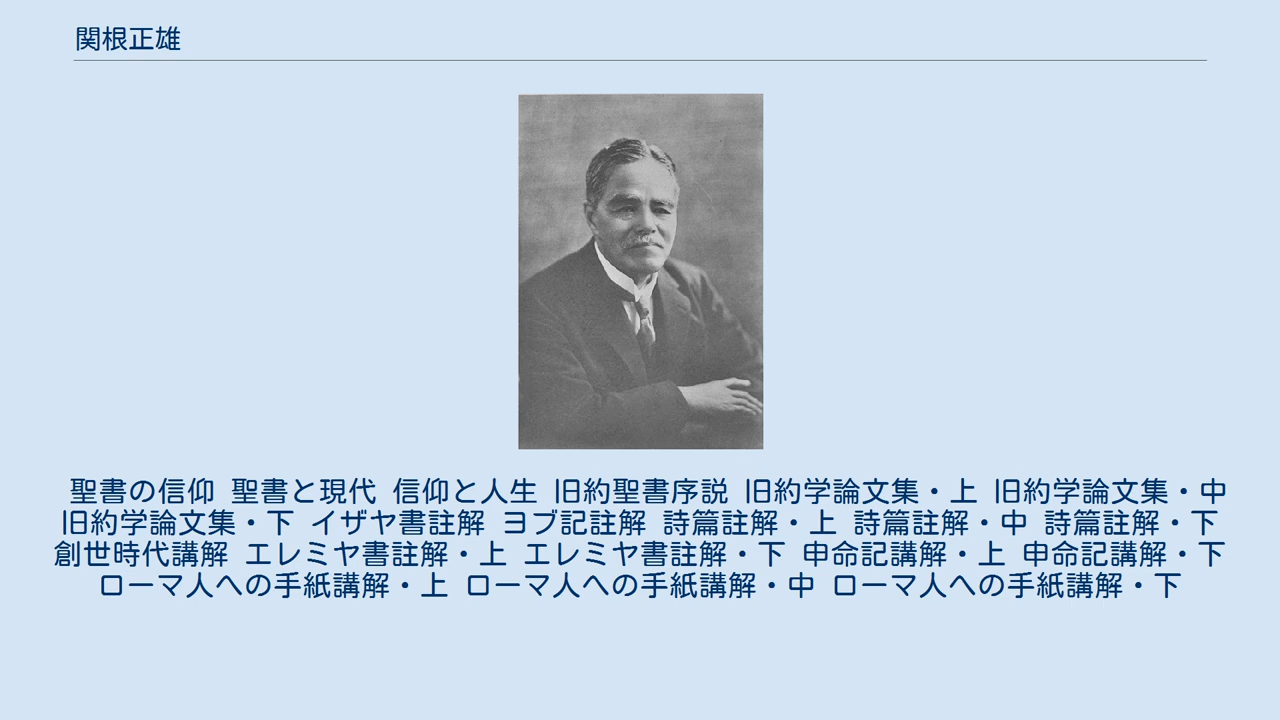 関根正雄
聖書の信仰 聖書と現代 信仰と人生 旧約聖書序説 旧約学論文集・上 旧約学論文集・中
旧約学論文集・下 イザヤ書註解 ヨブ記註解 詩篇註解・上 詩篇註解・中 詩篇註解・下
創世時代講解 エレミヤ書註解・上 エレミヤ書註解・下 申命記講解・上 申命記講解・下
ローマ人への手紙講解・上 ローマ人への手紙講解・中 ローマ人への手紙講解・下